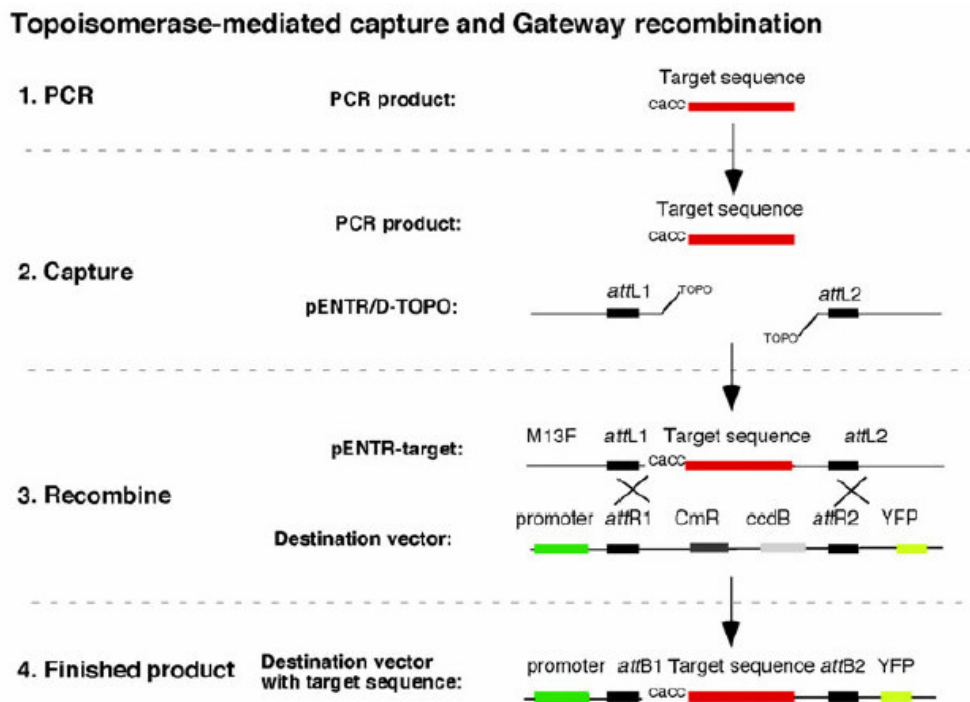 Topoisomerase-mediated capture and Gateway recombination
1. PCR
PCR product:
Target sequence
cacc
2. Capture
PCR product:
Target sequence
cacc
pENTR/D-TOPO:
attL1
TOPO
attL2
TOPO
3. Recombine
pENTR-target:
M13F attL1 Target sequence attL2
cacc
Destination vector:
promoter attR1 CmR ccdB attR2 YFP
4. Finished product
Destination vector
with target sequence:
promoter attB1 Target sequence attB2 YFP
cacc